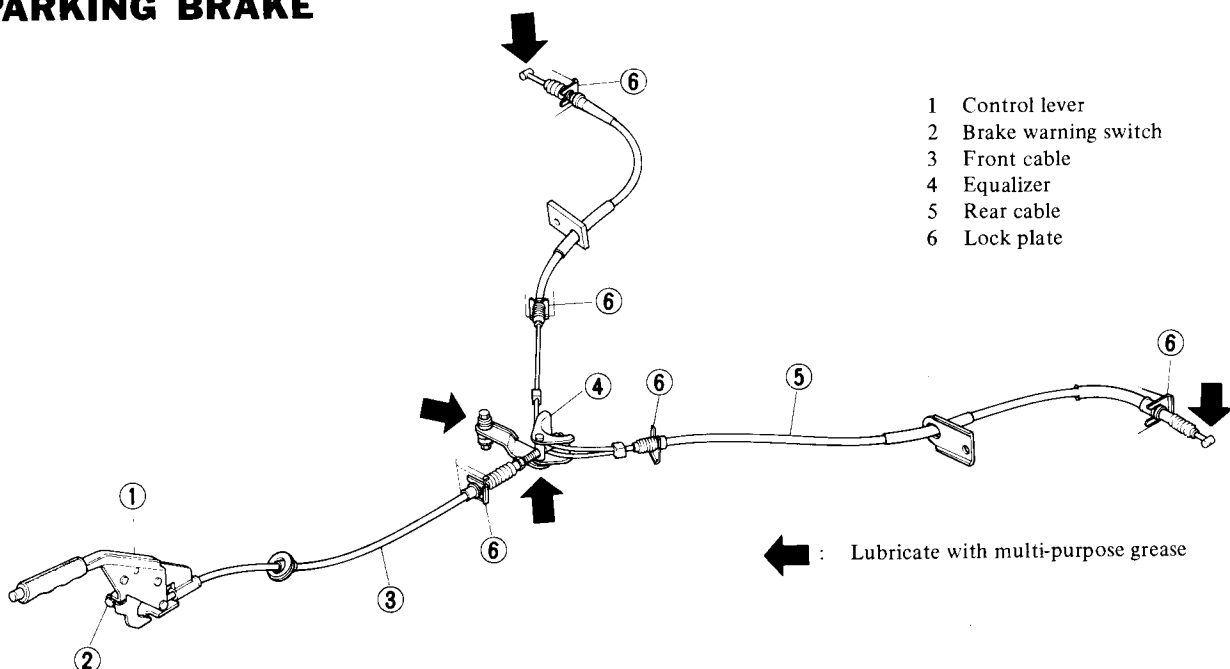 PARKING BRAKE
⑥
1 Control lever
2 Brake warning switch
3 Front cable
4 Equalizer
5 Rear cable
6 Lock plate
⑥
⑥
④
⑥
⑤
①
⑥
: Lubricate with multi-purpose grease
③
②